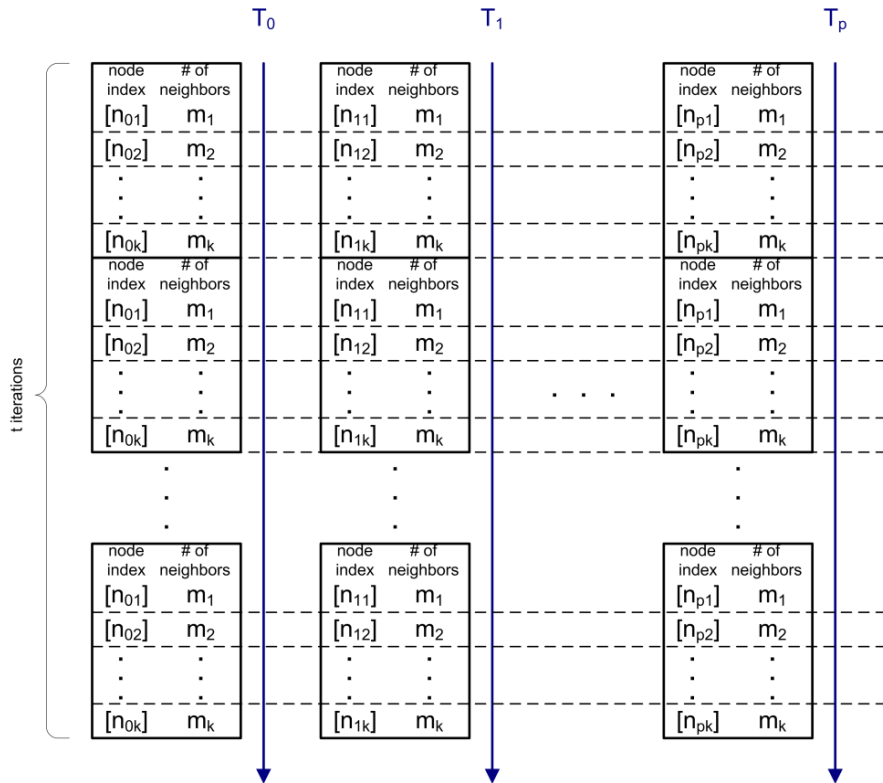 T0 T1 Tp
node # of node # of node # of
index neighbors index neighbors index neighbors
[n01] m1 [n11] m1 [np1] m1
[n02] m2 [n12] m2 [np2] m2
[n0k] mk [n1k] mk [npk] mk
node # of node # of node # of
index neighbors index neighbors index neighbors
[n01] m1 [n11] m1 [np1] m1
[n02] m2 [n12] m2 [np2] m2
. . .
[n0k] mk [n1k] mk [npk] mk
t iterations
node # of node # of node # of
index neighbors index neighbors index neighbors
[n01] m1 [n11] m1 [np1] m1
[n02] m2 [n12] m2 [np2] m2
[n0k] mk [n1k] mk [npk] mk